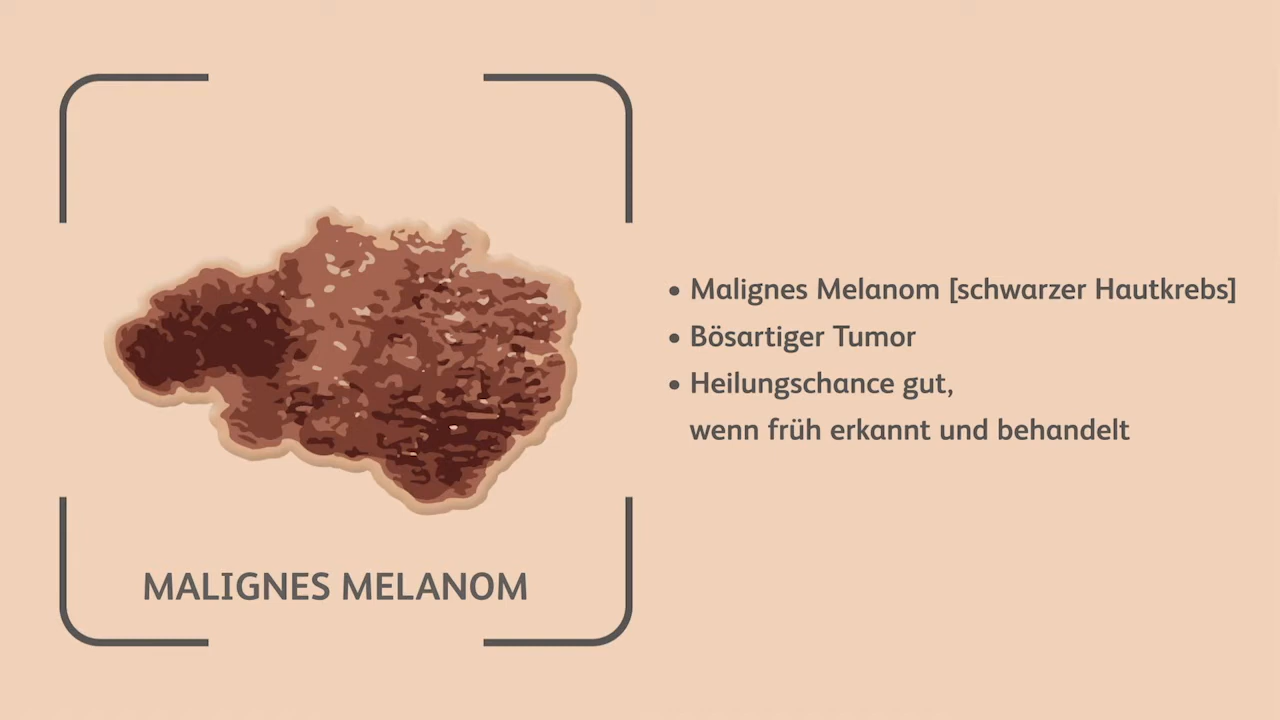 MALIGNES MELANOM
• Malignes Melanom [schwarzer Hautkrebs]
• Bösartiger Tumor
• Heilungschance gut,
wenn früh erkannt und behandelt